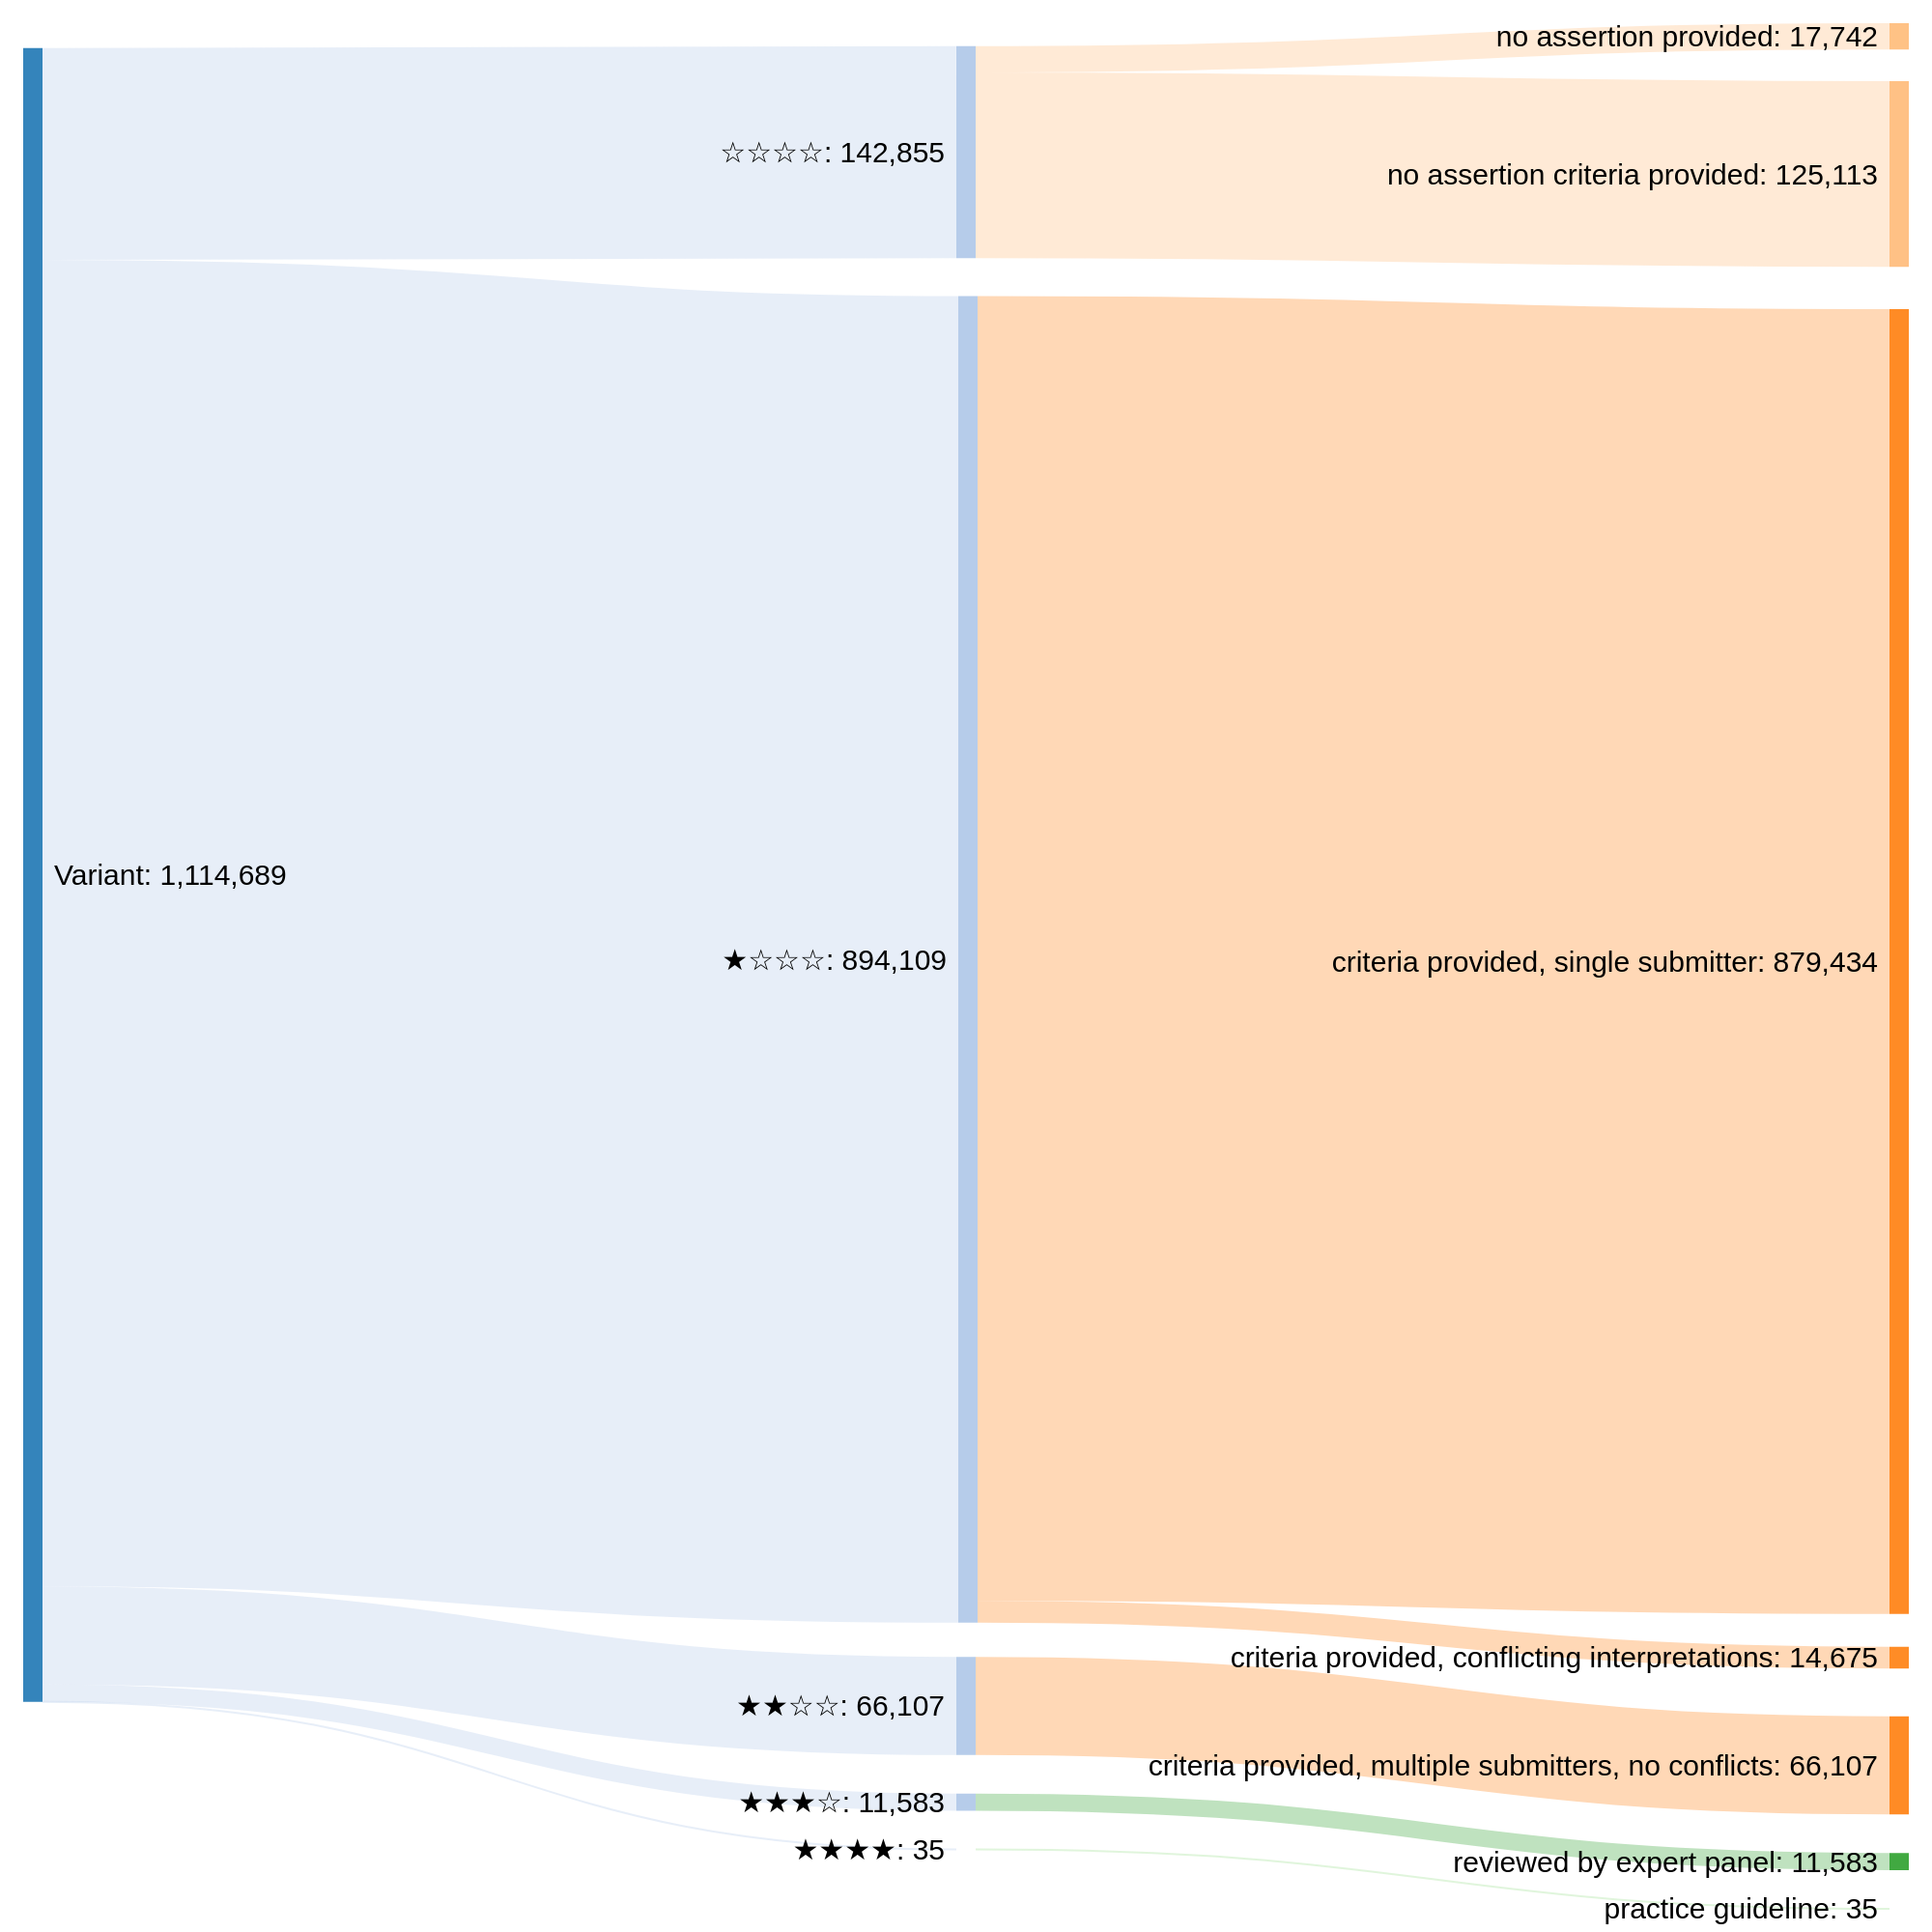 Variant: 1,114,689
☆☆☆☆: 142,855
★☆☆☆: 894,109
★★☆☆: 66,107
★★★☆: 11,583
★★★★: 35
no assertion provided: 17,742
no assertion criteria provided: 125,113
criteria provided, single submitter: 879,434
criteria provided, conflicting interpretations: 14,675
criteria provided, multiple submitters, no conflicts: 66,107
reviewed by expert panel: 11,583
practice guideline: 35